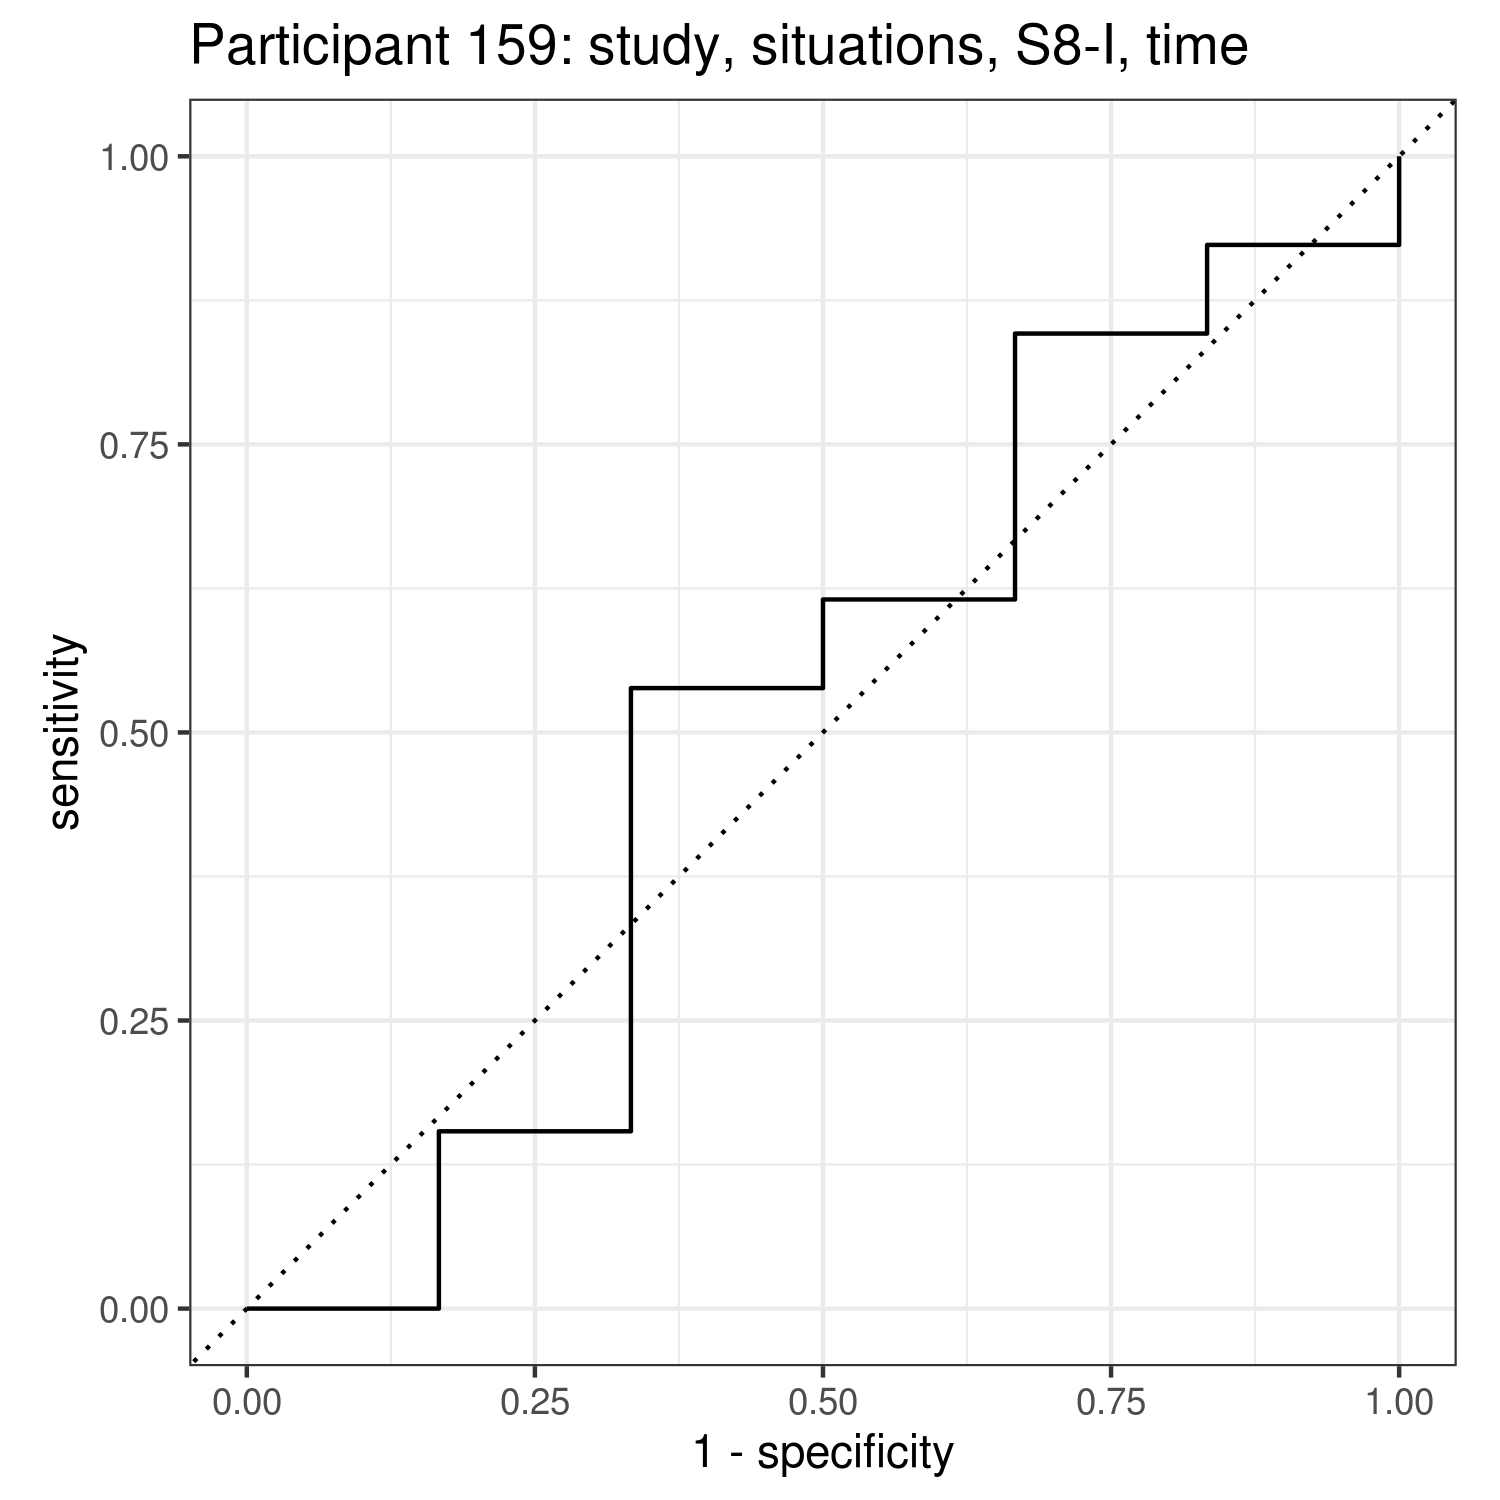 Participant 159: study, situations, S8-I, time
1.00
0.75
0.50
0.25
0.00
sensitivity
0.00 0.25 0.50 0.75 1.00
1 - specificity